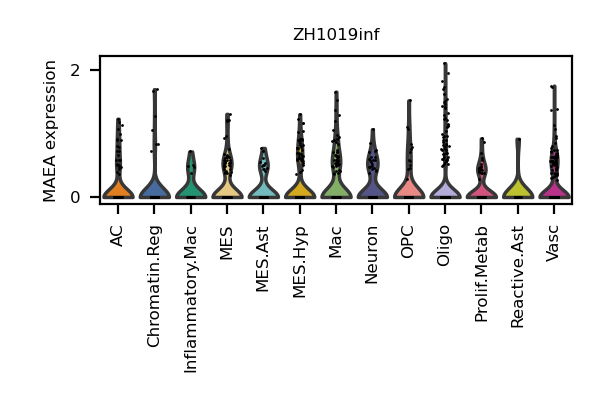 ZH1019inf
MAEA expression
2
0
AC
Chromatin.Reg
Inflammatory.Mac
MES
MES.Ast
MES.Hyp
Mac
Neuron
OPC
Oligo
Prolif.Metab
Reactive.Ast
Vasc